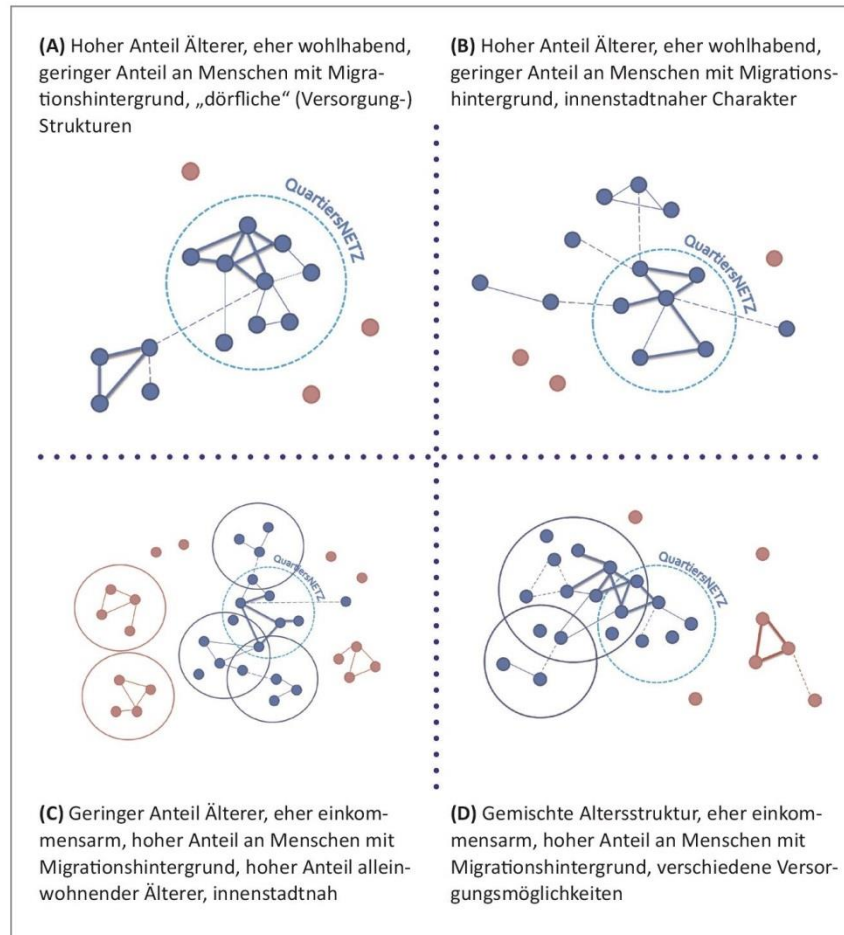 (A) Hoher Anteil Älterer, eher wohlhabend,
geringer Anteil an Menschen mit Migra-
tionshintergrund, „dörfliche“ (Versorgung-)
Strukturen
(B) Hoher Anteil Älterer, eher wohlhabend,
geringer Anteil an Menschen mit Migrations-
hintergrund, innenstadtnaher Charakter
QuartiersNETZ
QuartiersNETZ
QuartiersNETZ
QuartiersNETZ
(C) Geringer Anteil Älterer, eher einkom-
mensarm, hoher Anteil an Menschen mit
Migrationshintergrund, hoher Anteil allein-
wohnender Älterer, innenstadtnah
(D) Gemischte Altersstruktur, eher einkom-
mensarm, hoher Anteil an Menschen mit
Migrationshintergrund, verschiedene Versor-
gungsmöglichkeiten